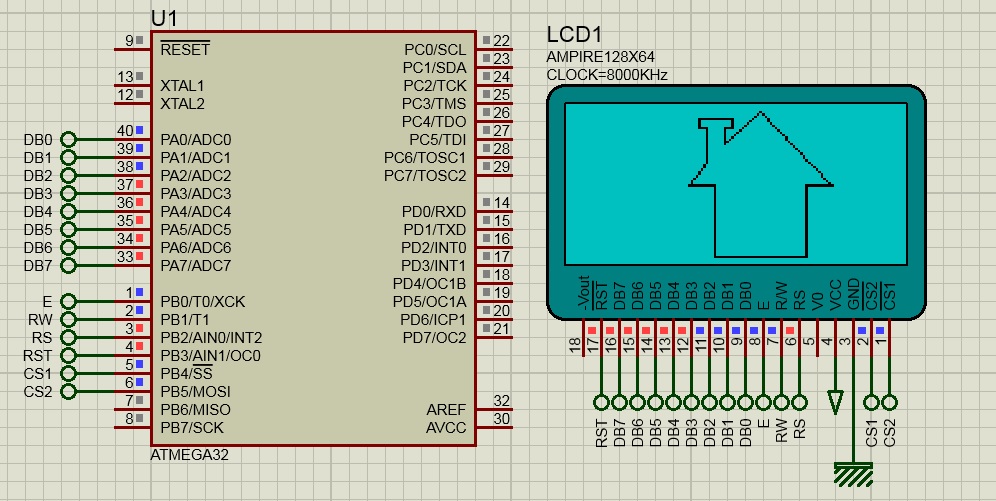 U1
9 RESET PC0/SCL 22
PC1/SDA 23
13 XTAL1 PC2/TCK 24
12 XTAL2 PC3/TMS 25
PC4/TDO 26
DB0 40 PA0/ADC0 PC5/TDI 27
DB1 39 PA1/ADC1 PC6/TOSC1 28
DB2 38 PA2/ADC2 PC7/TOSC2 29
DB3 37 PA3/ADC3
DB4 36 PA4/ADC4 PD0/RXD 14
DB5 35 PA5/ADC5 PD1/TXD 15
DB6 34 PA6/ADC6 PD2/INT0 16
DB7 33 PA7/ADC7 PD3/INT1 17
PD4/OC1B 18
E 1 PB0/T0/XCK PD5/OC1A 19
RW 2 PB1/T1 PD6/ICP1 20
RS 3 PB2/AIN0/INT2 PD7/OC2 21
RST 4 PB3/AIN1/OC0
CS1 5 PB4/SS
CS2 6 PB5/MOSI
7 PB6/MISO AREF 32
8 PB7/SCK AVCC 30
ATMEGA32
LCD1
AMPIRE128X64
CLOCK=8000KHz
-Vout RST DB7 DB6 DB5 DB4 DB3 DB2 DB1 DB0 E R/W RS V0 VCC GND CS2 CS1
18 17 16 15 14 13 12 11 10 9 8 7 6 5 4 3 2 1
RST DB7 DB6 DB5 DB4 DB3 DB2 DB1 DB0 E RW RS CS1 CS2